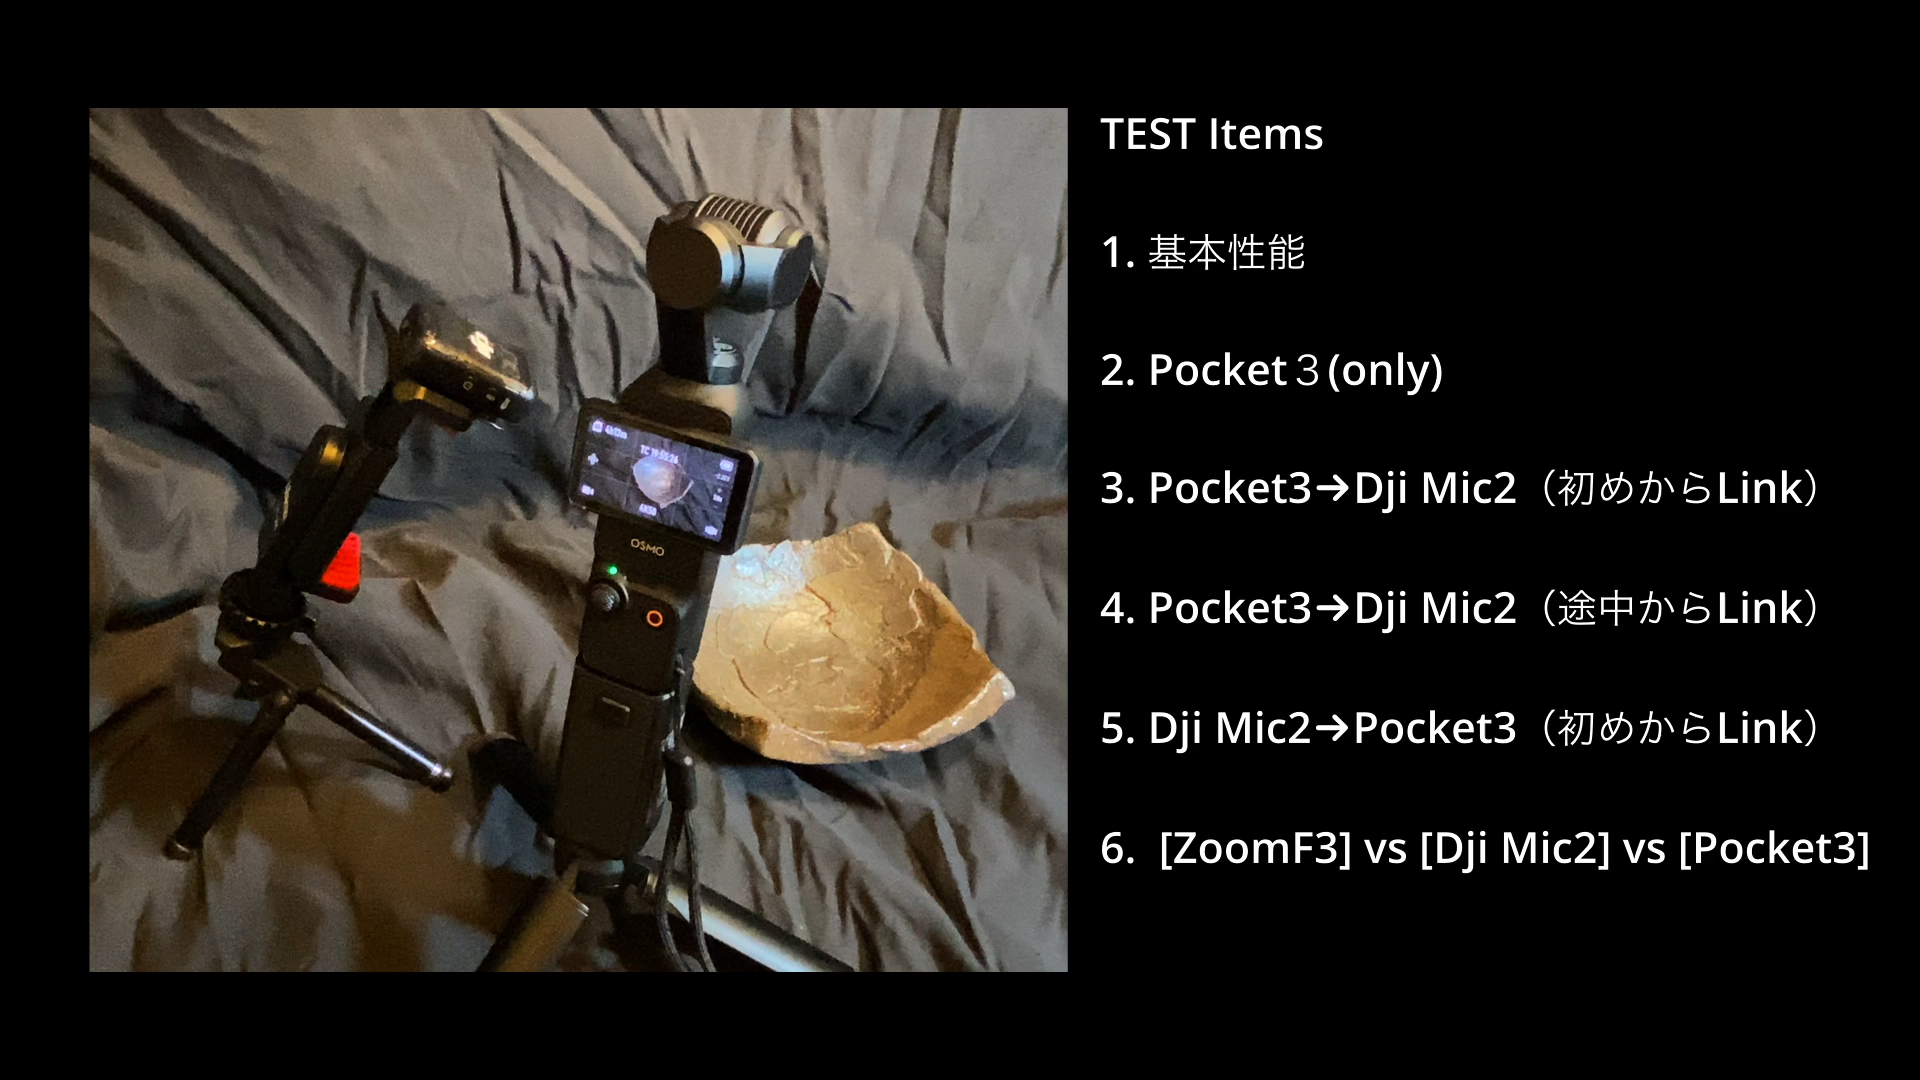 TEST Items
1. 基本性能
2. Pocket３(only)
3. Pocket3→Dji Mic2（初めからLink）
4. Pocket3→Dji Mic2（途中からLink）
5. Dji Mic2→Pocket3（初めからLink）
6. [ZoomF3] vs [Dji Mic2] vs [Pocket3]
OSMO